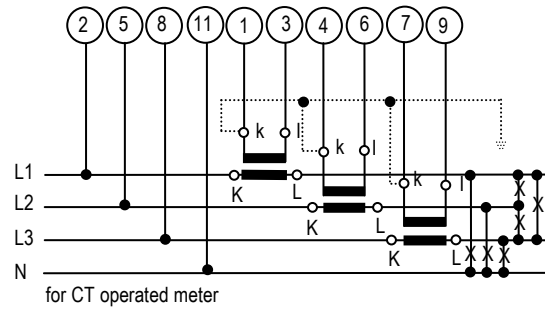 2 5 8 11 1 3 4 6 7 9
k l k l k l
L1 K L
L2 K L
L3 K L
N
X X X X X X
for CT operated meter